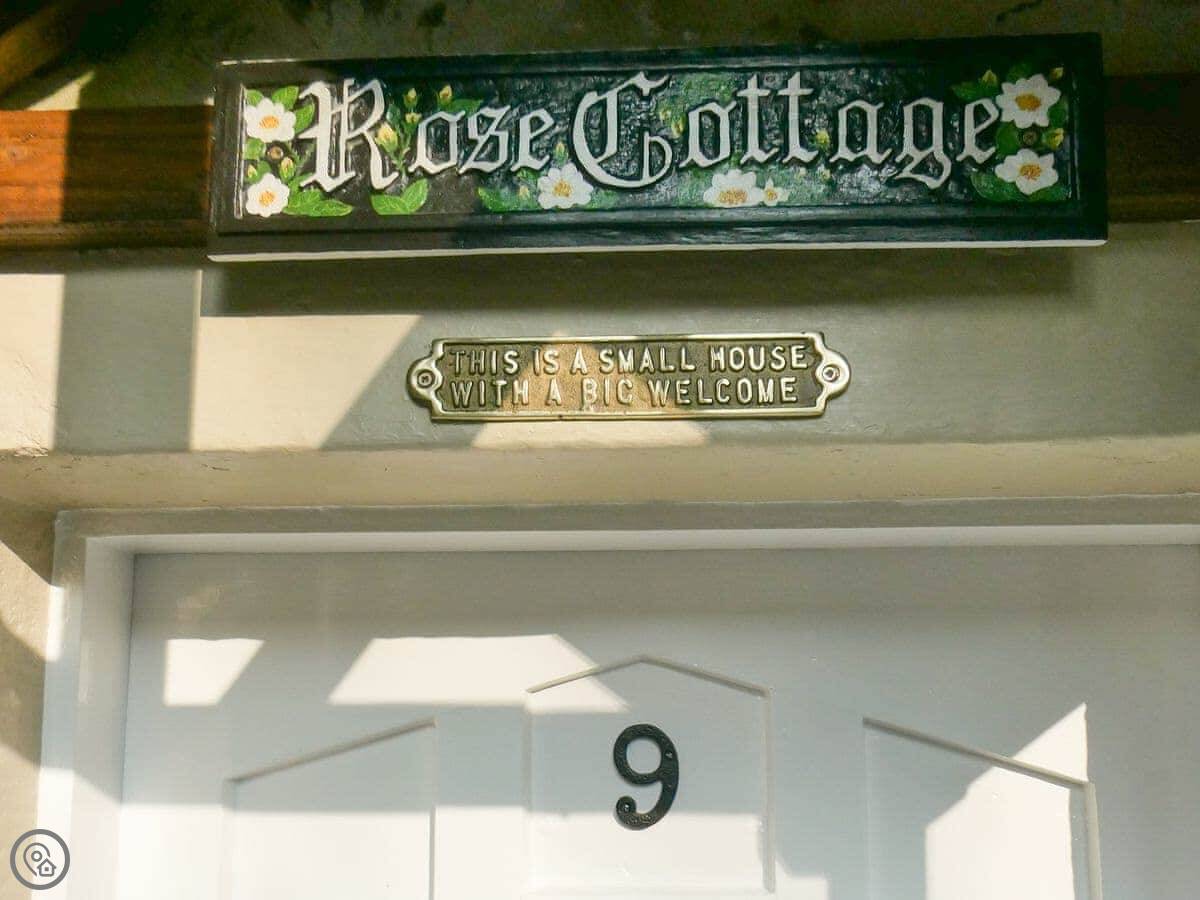 Rose Cottage
THIS IS A SMALL HOUSE
WITH A BIG WELCOME
9